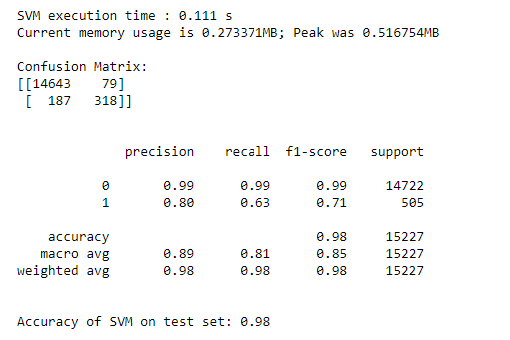 SVM execution time : 0.111 s
Current memory usage is 0.273371MB; Peak was 0.516754MB
Confusion Matrix:
[[14643    79]
 [  187   318]]
precision    recall  f1-score   support
0       0.99      0.99      0.99     14722
1       0.80      0.63      0.71       505
accuracy                           0.98     15227
macro avg       0.89      0.81      0.85     15227
weighted avg       0.98      0.98      0.98     15227
Accuracy of SVM on test set: 0.98